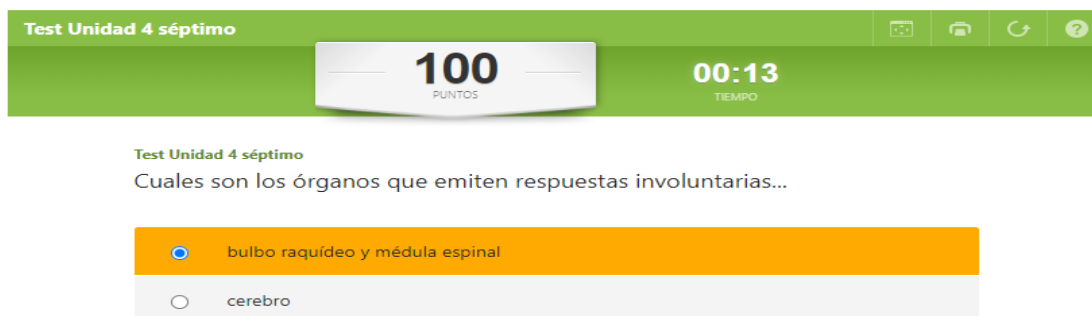 Test Unidad 4 séptimo
100
PUNTOS
00:13
TIEMPO
Test Unidad 4 séptimo
Cuales son los órganos que emiten respuestas involuntarias...
bulbo raquídeo y médula espinal
cerebro